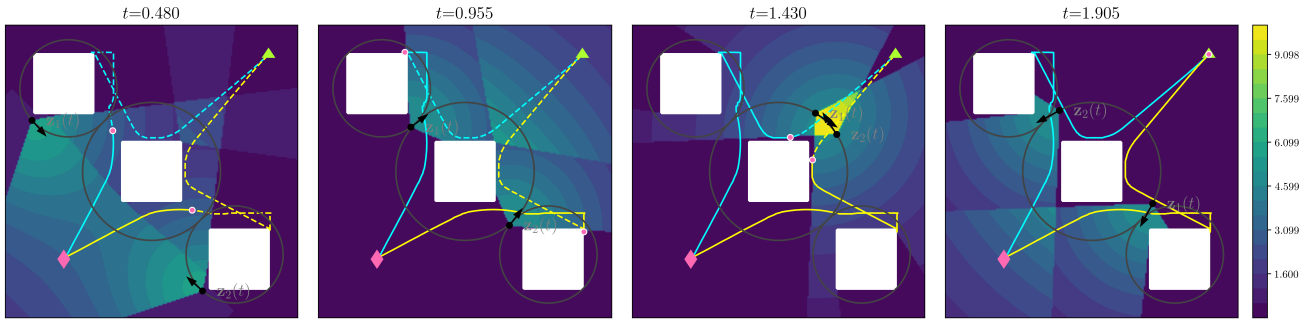 t=0.480
t=0.955
t=1.430
t=1.905
z₁(t)
z₂(t)
z₁(t)
z₂(t)
z₁(t)
z₂(t)
z₂(t)
z₁(t)
9.098
7.599
6.099
4.599
3.099
1.600